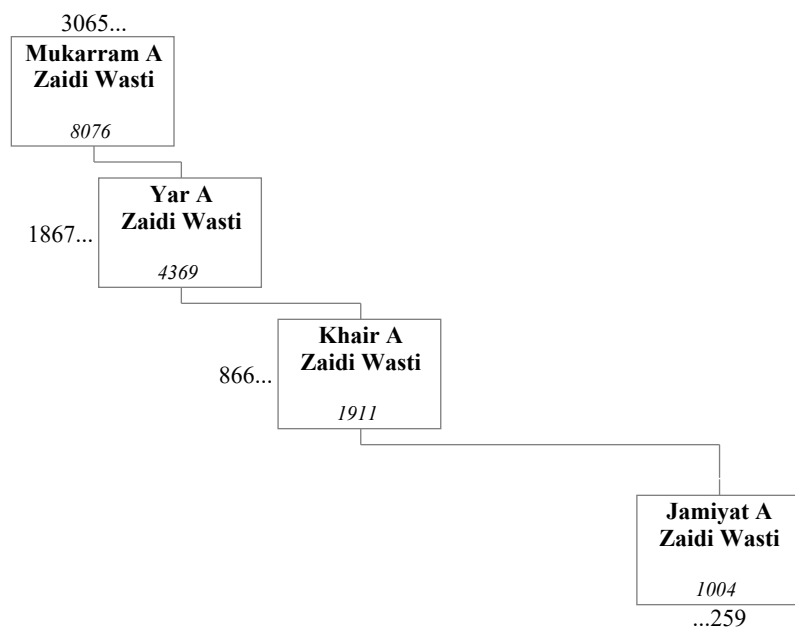 3065...
Mukarram A
Zaidi Wasti
8076
Yar A
Zaidi Wasti
1867...
4369
Khair A
Zaidi Wasti
866...
1911
Jamiyat A
Zaidi Wasti
1004
...259